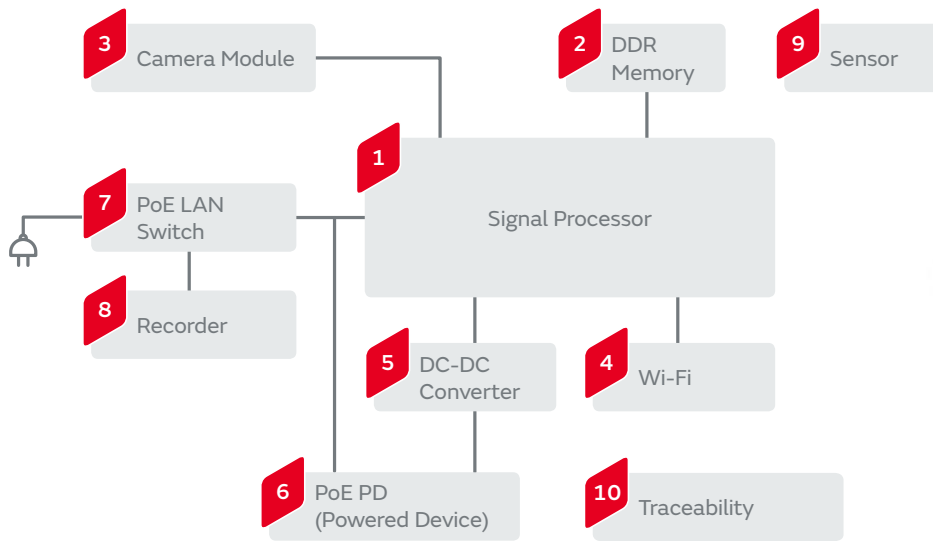 3
Camera Module
2
DDR
Memory
9
Sensor
1
Signal Processor
7
PoE LAN
Switch
8
Recorder
5
DC-DC
Converter
4
Wi-Fi
6
PoE PD
(Powered Device)
10
Traceability